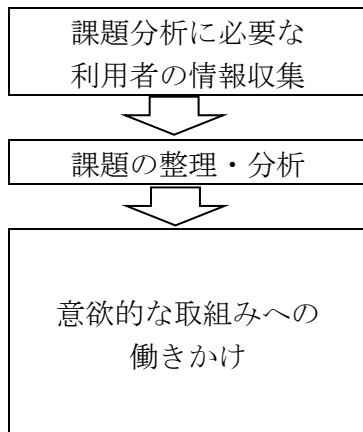 課題分析に必要な
利用者の情報収集
課題の整理・分析
意欲的な取組みへの
働きかけ